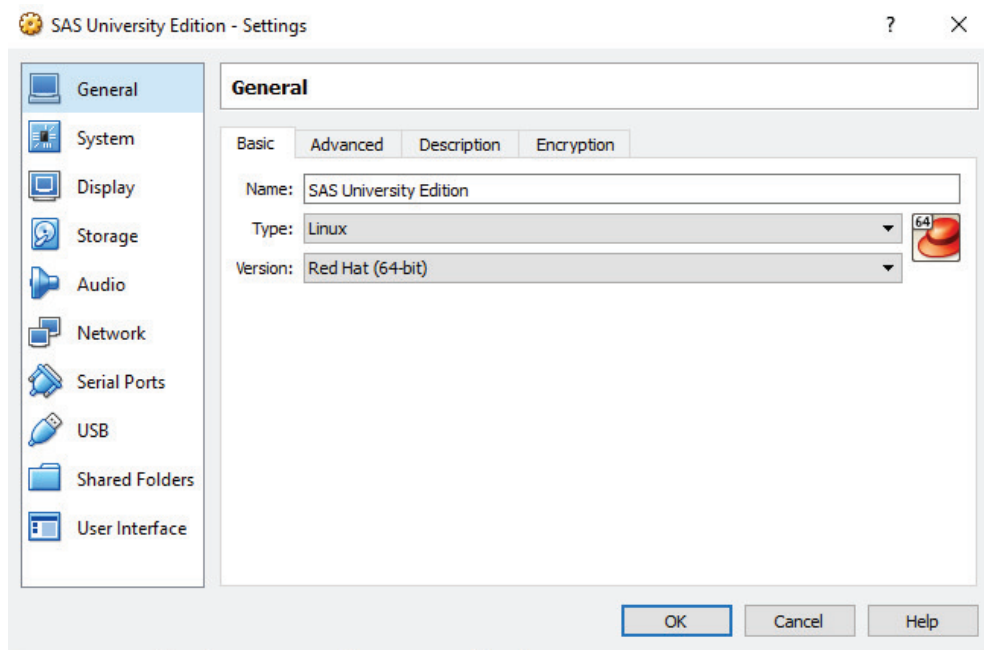 SAS University Edition - Settings
?
General
System
Display
Storage
Audio
Network
Serial Ports
USB
Shared Folders
User Interface
General
Basic Advanced Description Encryption
Name: SAS University Edition
Type: Linux
64
Version: Red Hat (64-bit)
OK Cancel Help